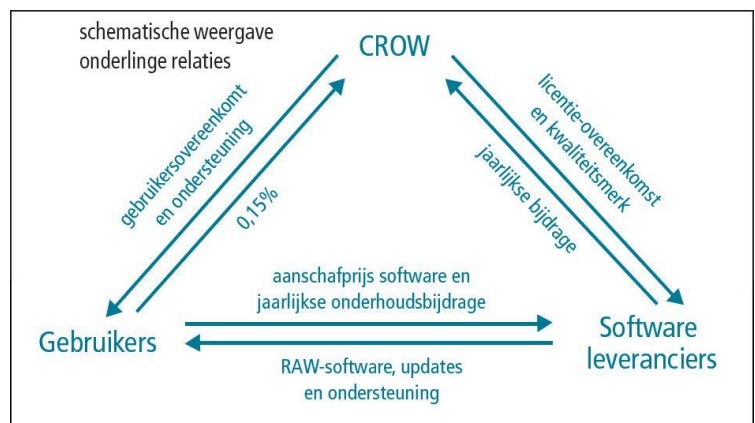 schematische weergave
onderlinge relaties
CROW
gebruikersovereenkomt
en ondersteuning
0,15%
licentie-overeenkomst
en kwaliteitsmerk
jaarlijkse bijdrage
aanschafprijs software en
jaarlijkse onderhoudsbijdrage
Gebruikers
Software
leveranciers
RAW-software, updates
en ondersteuning